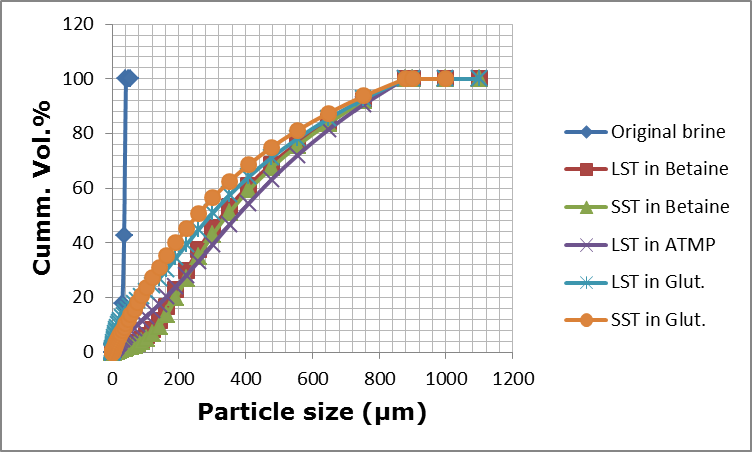 120
100
80
60
40
20
0
0 200 400 600 800 1000 1200
Cumm. Vol.%
Particle size (µm)
Original brine
LST in Betaine
SST in Betaine
LST in ATMP
LST in Glut.
SST in Glut.